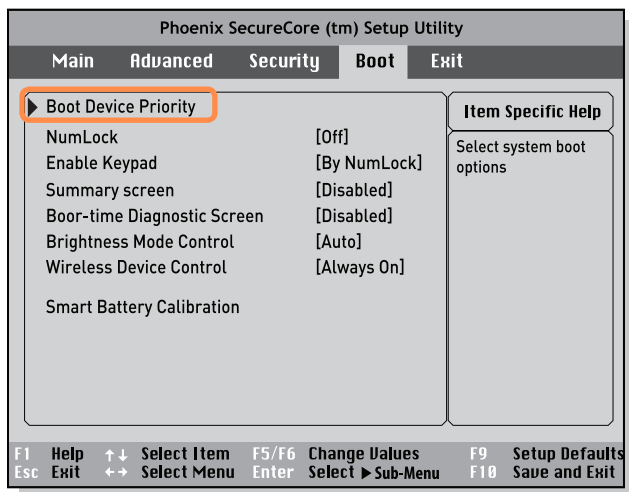 Phoenix SecureCore (tm) Setup Utility
Main Advanced Security Boot Exit
Boot Device Priority
NumLock [Off]
Enable Keypad [By NumLock]
Summary screen [Disabled]
Boor-time Diagnostic Screen [Disabled]
Brightness Mode Control [Auto]
Wireless Device Control [Always On]
Smart Battery Calibration
Item Specific Help
Select system boot
options
F1 Help ↑↓ Select Item F5/F6 Change Values F9 Setup Defaults
Esc Exit ←→ Select Menu Enter Select ▶ Sub-Menu F10 Save and Exit